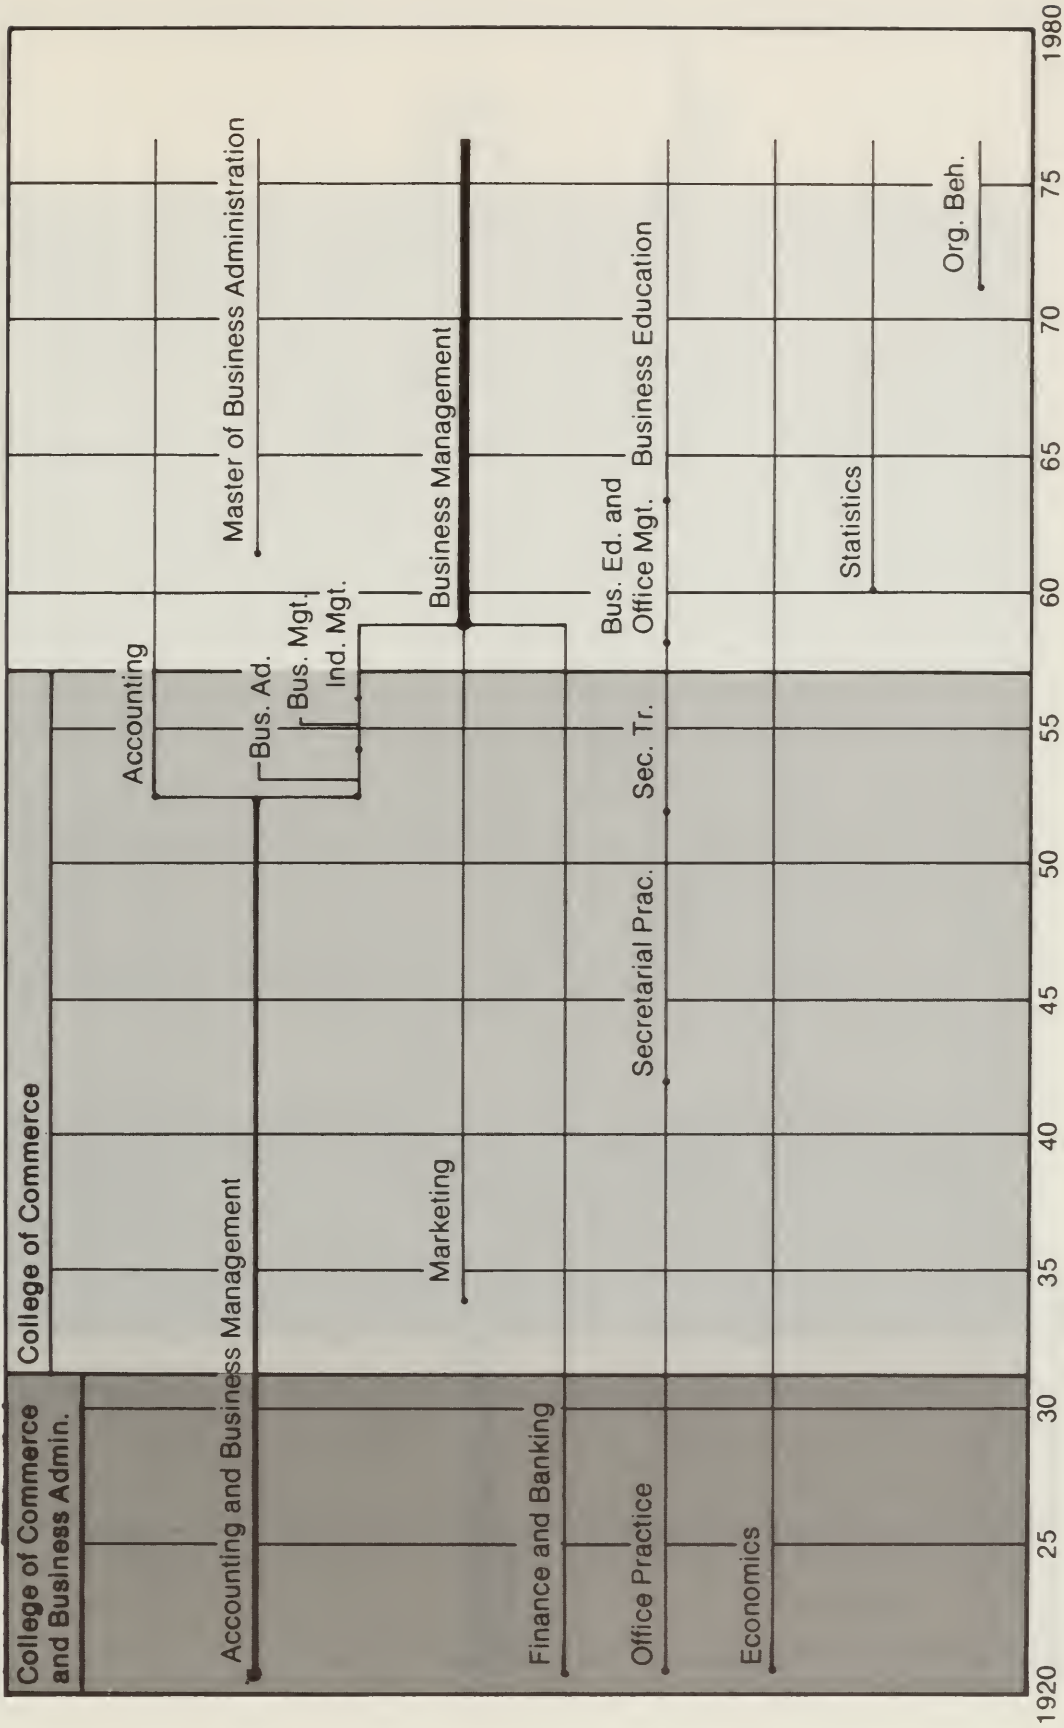 College of Commerce
and Business Admin.
College of Commerce
Accounting
Accounting and Business Management
Bus. Ad.
Master of Business Administration
Bus. Mgt.
Ind. Mgt.
Marketing
Business Management
Finance and Banking
Office Practice
Secretarial Prac.
Sec. Tr.
Bus. Ed. and
Office Mgt.
Business Education
Economics
Statistics
Org. Beh.
1920
25
30
35
40
45
50
55
60
65
70
75
1980